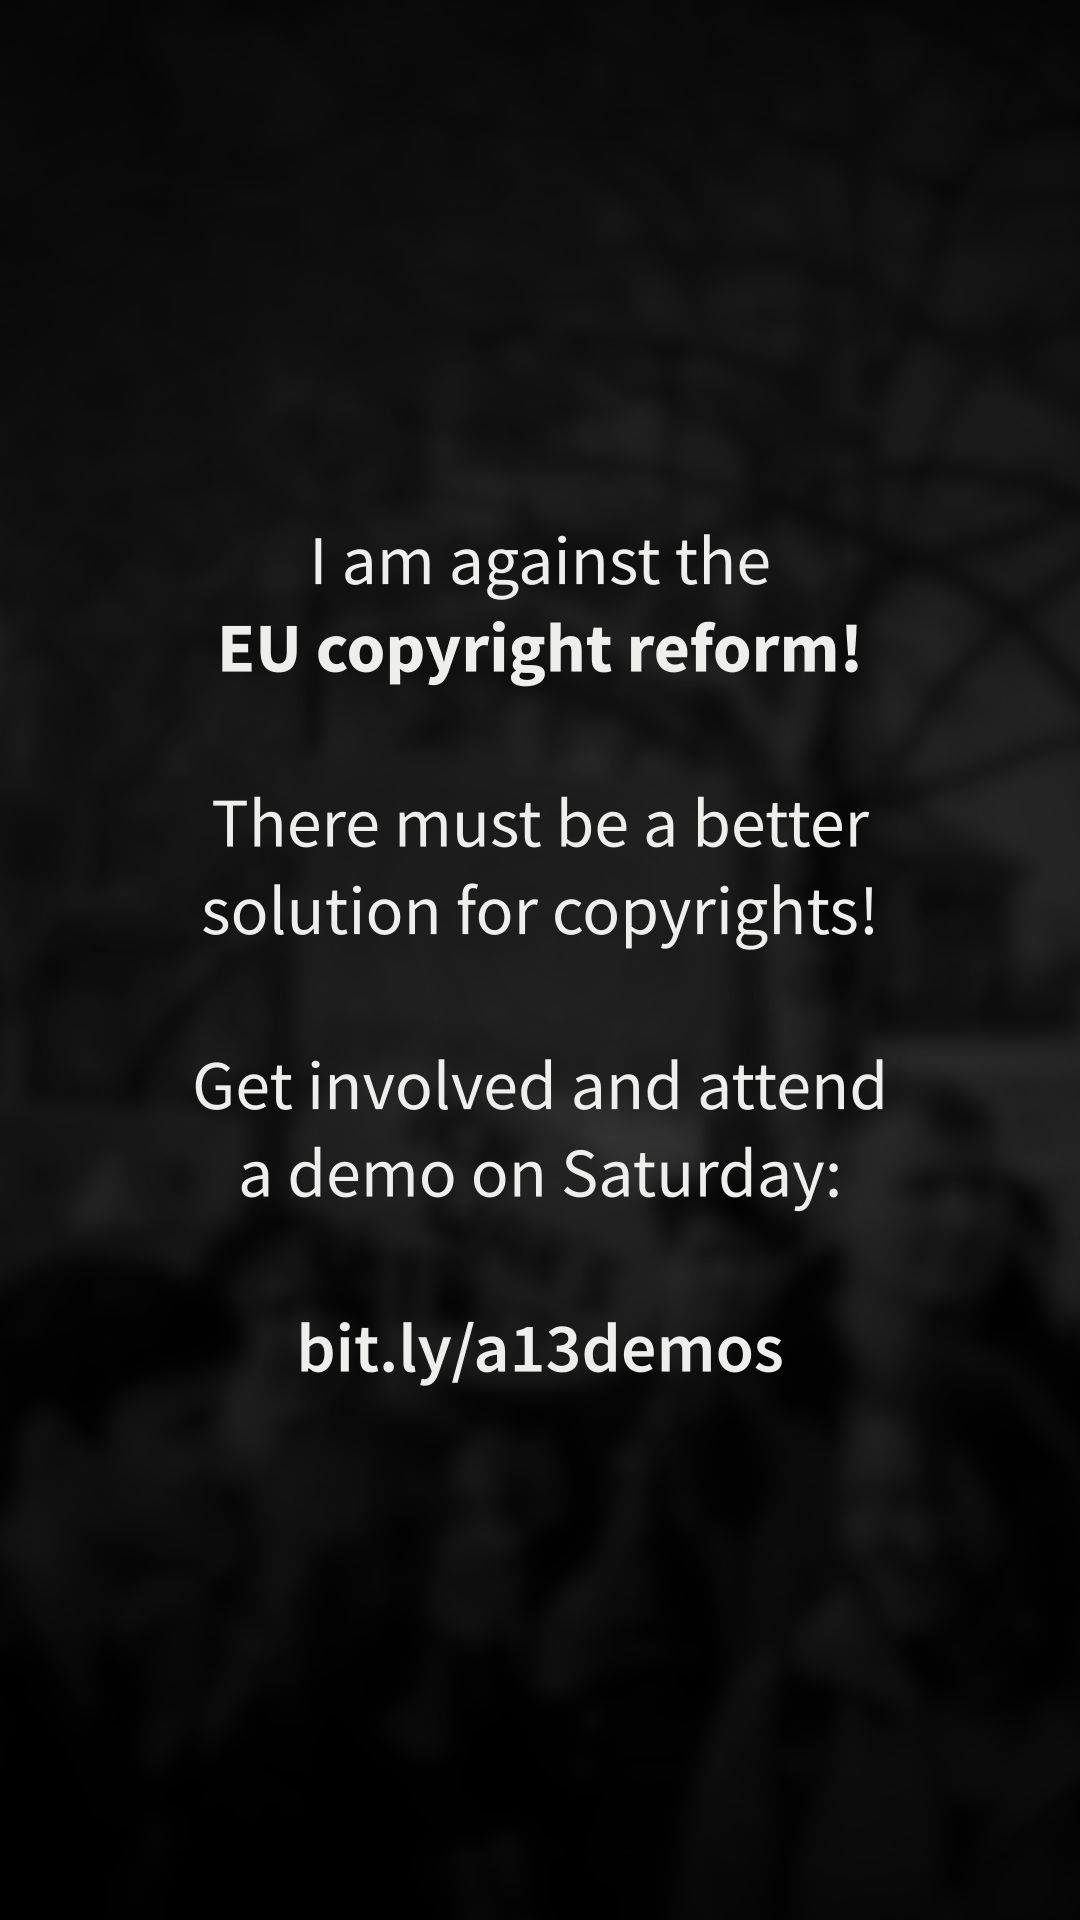 I am against the
EU copyright reform!
There must be a better
solution for copyrights!
Get involved and attend
a demo on Saturday:
bit.ly/a13demos